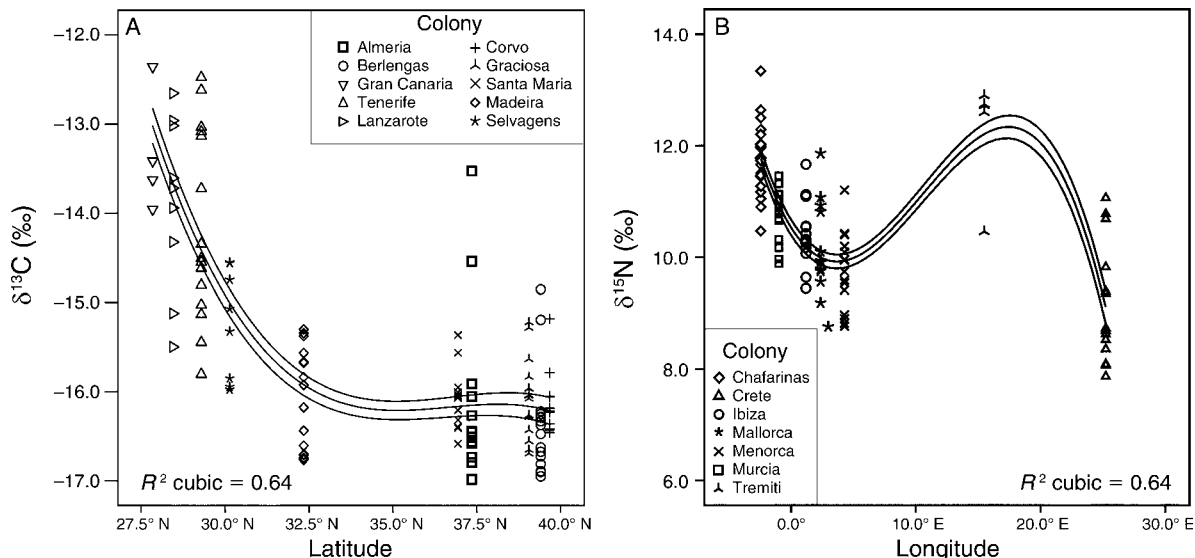 A
δ13C (‰)
−12.0
−13.0
−14.0
−15.0
−16.0
−17.0
Colony
Almeria
Berlengas
Gran Canaria
Tenerife
Lanzarote
Corvo
Graciosa
Santa Maria
Madeira
Selvagens
R2 cubic = 0.64
27.5° N 30.0° N 32.5° N 35.0° N 37.5° N 40.0° N
Latitude
B
δ15N (‰)
14.0
12.0
10.0
8.0
6.0
Colony
Chafarinas
Crete
Ibiza
Mallorca
Menorca
Murcia
Tremiti
R2 cubic = 0.64
0.0° 10.0° E 20.0° E 30.0° E
Longitude